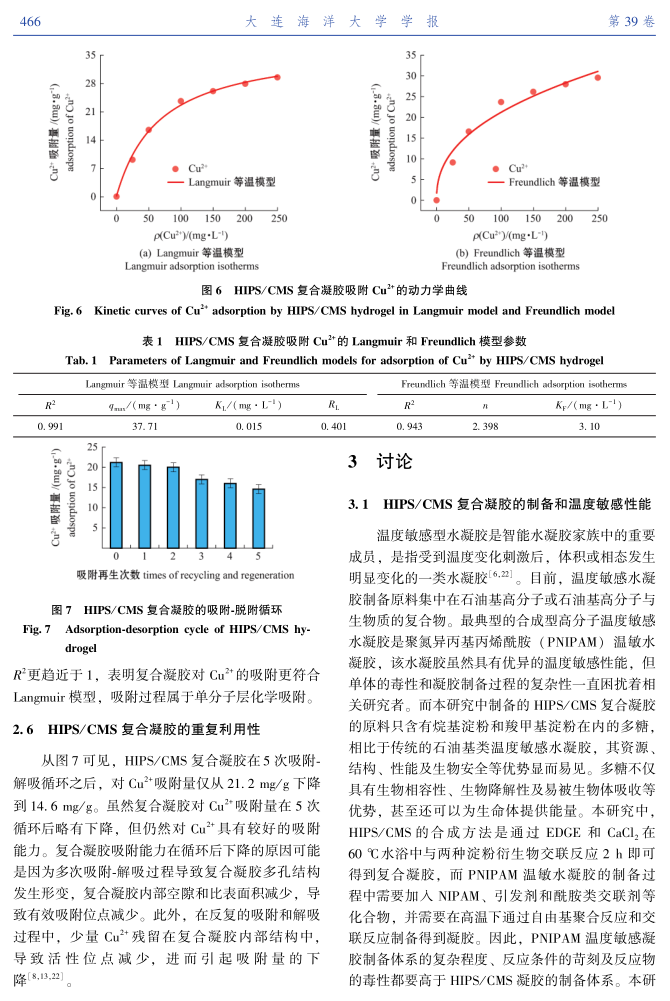 466
大 连 海 洋 大 学 学 报
第 39 卷
35
28
21
14
7
0
Cu²⁺ 吸附量 /(mg•g⁻¹)
adsorption of Cu²⁺
Cu²⁺
Langmuir 等温模型
0 50 100 150 200 250
ρ(Cu²⁺)/(mg•L⁻¹)
(a) Langmuir 等温模型
Langmuir adsorption isotherms
35
30
25
20
15
10
5
0
Cu²⁺ 吸附量 /(mg•g⁻¹)
adsorption of Cu²⁺
Cu²⁺
Freundlich 等温模型
0 50 100 150 200 250
ρ(Cu²⁺)/(mg•L⁻¹)
(b) Freundlich 等温模型
Freundlich adsorption isotherms
图 6 HIPS/CMS 复合凝胶吸附 Cu²⁺的动力学曲线
Fig. 6 Kinetic curves of Cu²⁺ adsorption by HIPS/CMS hydrogel in Langmuir model and Freundlich model
表 1 HIPS/CMS 复合凝胶吸附 Cu²⁺的 Langmuir 和 Freundlich 模型参数
Tab. 1 Parameters of Langmuir and Freundlich models for adsorption of Cu²⁺ by HIPS/CMS hydrogel
Langmuir 等温模型 Langmuir adsorption isotherms Freundlich 等温模型 Freundlich adsorption isotherms
R² qmax/(mg·g⁻¹) KL/(mg·L⁻¹) RL R² n KF/(mg·L⁻¹)
0.991 37.71 0.015 0.401 0.943 2.398 3.10
25
20
15
10
5
Cu²⁺ 吸附量 /(mg•g⁻¹)
adsorption of Cu²⁺
0 1 2 3 4 5
吸附再生次数 times of recycling and regeneration
图 7 HIPS/CMS 复合凝胶的吸附-脱附循环
Fig. 7 Adsorption-desorption cycle of HIPS/CMS hy-
drogel
R²更趋近于 1，表明复合凝胶对 Cu²⁺的吸附更符合
Langmuir 模型，吸附过程属于单分子层化学吸附。
2.6 HIPS/CMS 复合凝胶的重复利用性
从图 7 可见，HIPS/CMS 复合凝胶在 5 次吸附-
解吸循环之后，对 Cu²⁺吸附量仅从 21.2 mg/g 下降
到 14.6 mg/g。虽然复合凝胶对 Cu²⁺吸附量在 5 次
循环后略有下降，但仍然对 Cu²⁺具有较好的吸附
能力。复合凝胶吸附能力在循环后下降的原因可能
是因为多次吸附-解吸过程导致复合凝胶多孔结构
发生形变，复合凝胶内部空隙和比表面积减少，导
致有效吸附位点减少。此外，在反复的吸附和解吸
过程中，少量 Cu²⁺残留在复合凝胶内部结构中，
导致活性位点减少，进而引起吸附量的下
降[8,13,22]。
3 讨论
3.1 HIPS/CMS 复合凝胶的制备和温度敏感性能
温度敏感型水凝胶是智能水凝胶家族中的重要
成员，是指受到温度变化刺激后，体积或相态发生
明显变化的一类水凝胶[6,22]。目前，温度敏感水凝
胶制备原料集中在石油基高分子或石油基高分子与
生物质的复合物。最典型的合成型高分子温度敏感
水凝胶是聚氮异丙基丙烯酰胺（PNIPAM）温敏水
凝胶，该水凝胶虽然具有优异的温度敏感性能，但
单体的毒性和凝胶制备过程的复杂性一直困扰着相
关研究者。而本研究中制备的 HIPS/CMS 复合凝胶
的原料只含有烷基淀粉和羧甲基淀粉在内的多糖，
相比于传统的石油基类温度敏感水凝胶，其资源、
结构、性能及生物安全等优势显而易见。多糖不仅
具有生物相容性、生物降解性及易被生物体吸收等
优势，甚至还可以为生命体提供能量。本研究中，
HIPS/CMS 的合成方法是通过 EDGE 和 CaCl₂ 在
60 ℃水浴中与两种淀粉衍生物交联反应 2 h 即可
得到复合凝胶，而 PNIPAM 温敏水凝胶的制备过
程中需要加入 NIPAM、引发剂和酰胺类交联剂等
化合物，并需要在高温下通过自由基聚合反应和交
联反应制备得到凝胶。因此，PNIPAM 温度敏感凝
胶制备体系的复杂程度、反应条件的苛刻及反应物
的毒性都要高于 HIPS/CMS 凝胶的制备体系。本研